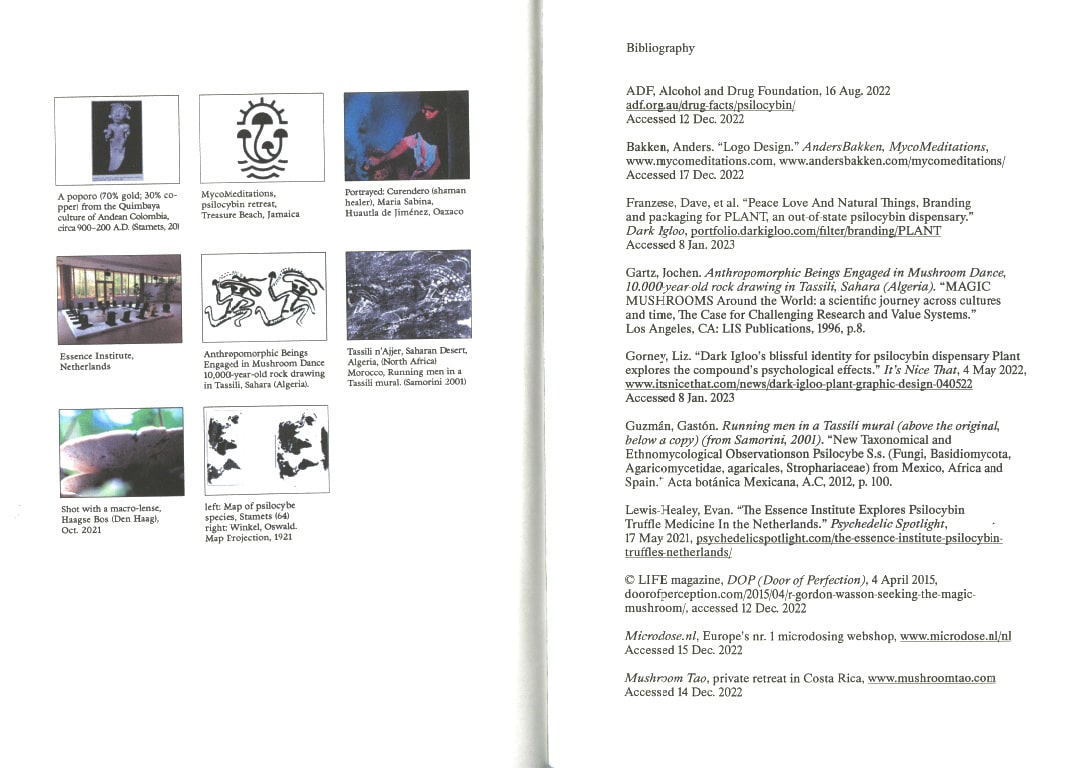 A poporo (70% gold; 30% co-
pper) from the Quimbaya
culture of Andean Colombia,
circa 900–200 A.D. (Stamets, 20)
MycoMeditations,
psilocybin retreat,
Treasure Beach, Jamaica
Portrayed: Curendero (shaman
healer), Maria Sabina,
Huautla de Jiménez, Oaxaco
Essence Institute,
Netherlands
Anthropomorphic Beings
Engaged in Mushroom Dance
10,000-year-old rock drawing
in Tassili, Sahara (Algeria).
Tassili n'Ajjer, Saharan Desert,
Algeria, (North Africa)
Morocco, Running men in a
Tassili mural. (Samorini 2001)
Shot with a macro-lense,
Haagse Bos (Den Haag),
Oct. 2021
left: Map of psilocybe
species, Stamets (64)
right: Winkel, Oswald.
Map Projection, 1921
Bibliography
ADF, Alcohol and Drug Foundation, 16 Aug. 2022
adf.org.au/drug-facts/psilocybin/
Accessed 12 Dec. 2022
Bakken, Anders. “Logo Design.” AndersBakken, MycoMeditations,
www.mycomeditations.com, www.andersbakken.com/mycomeditations/
Accessed 17 Dec. 2022
Franzese, Dave, et al. “Peace Love And Natural Things, Branding
and packaging for PLANT, an out-of-state psilocybin dispensary.”
Dark Igloo, portfolio.darkigloo.com/filter/branding/PLANT
Accessed 8 Jan. 2023
Gartz, Jochen. Anthropomorphic Beings Engaged in Mushroom Dance,
10.000-year-old rock drawing in Tassili, Sahara (Algeria). “MAGIC
MUSHROOMS Around the World: a scientific journey across cultures
and time, The Case for Challenging Research and Value Systems.”
Los Angeles, CA: LIS Publications, 1996, p.8.
Gorney, Liz. “Dark Igloo's blissful identity for psilocybin dispensary Plant
explores the compound's psychological effects.” It's Nice That, 4 May 2022,
www.itsnicethat.com/news/dark-igloo-plant-graphic-design-040522
Accessed 8 Jan. 2023
Guzmán, Gastón. Running men in a Tassili mural (above the original,
below a copy) (from Samorini, 2001). “New Taxonomical and
Ethnomycological Observationson Psilocybe S.s. (Fungi, Basidiomycota,
Agaricomycetidae, agaricales, Strophariaceae) from Mexico, Africa and
Spain.” Acta botánica Mexicana, A.C, 2012, p. 100.
Lewis-Healey, Evan. “The Essence Institute Explores Psilocybin
Truffle Medicine In the Netherlands.” Psychedelic Spotlight,
17 May 2021, psychedelicspotlight.com/the-essence-institute-psilocybin-
truffles-netherlands/
© LIFE magazine, DOP (Door of Perfection), 4 April 2015,
doorofperception.com/2015/04/r-gordon-wasson-seeking-the-magic-
mushroom/, accessed 12 Dec. 2022
Microdose.nl, Europe's nr. 1 microdosing webshop, www.microdose.nl/nl
Accessed 15 Dec. 2022
Mushroom Tao, private retreat in Costa Rica, www.mushroomtao.com
Accessed 14 Dec. 2022